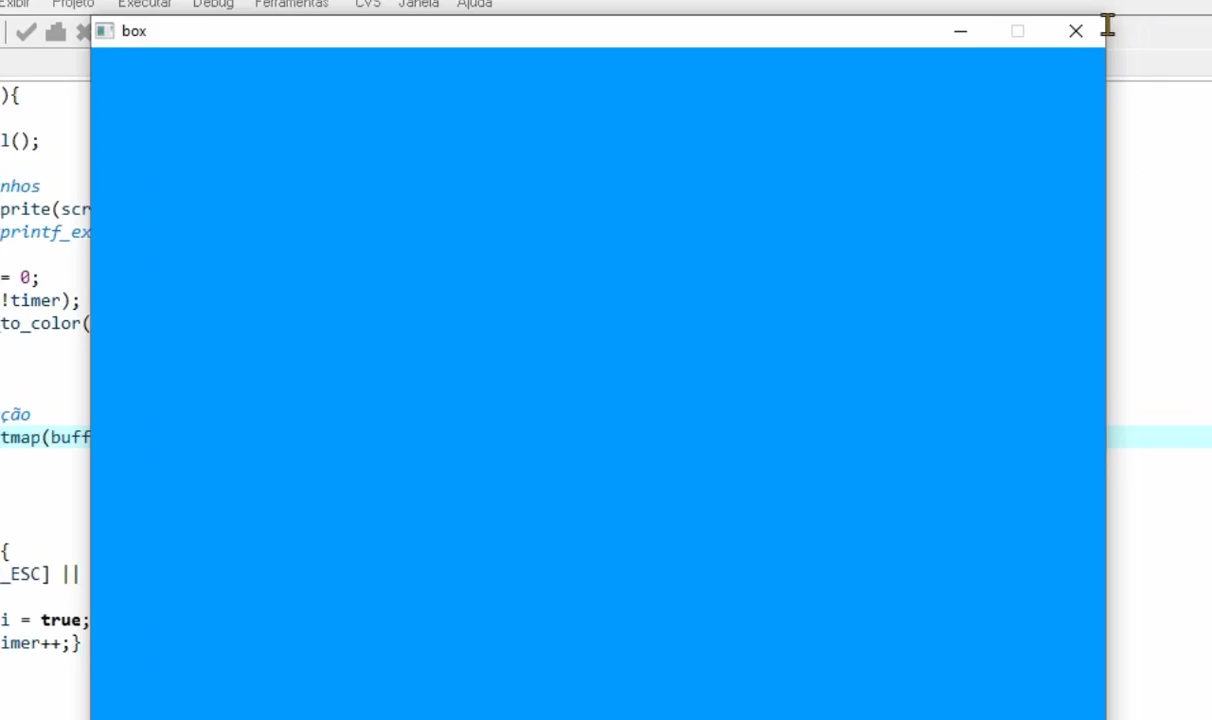 Exibir Projeto Executar Debug Ferramentas CVS Janela Ajuda
box
){
l();
nhos
prite(scr
printf_ex
= 0;
!timer);
_to_color(
ção
tmap(buff
{
_ESC] ||
i = true;
imer++;}